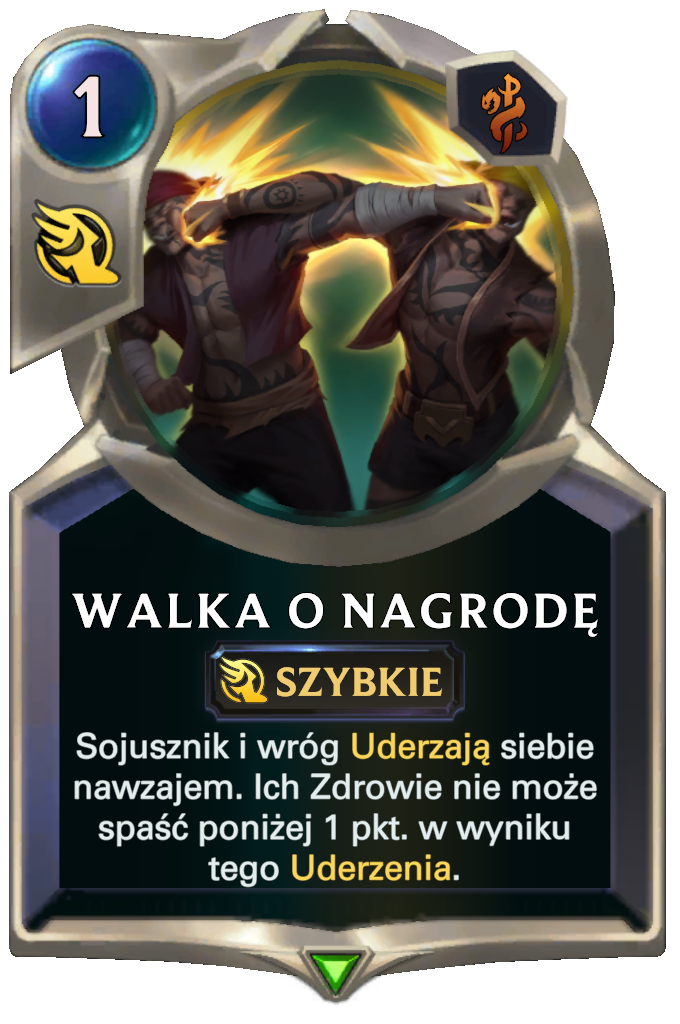 1
WALKA O NAGRODĘ
SZYBKIE
Sojusznik i wróg Uderzają siebie
nawzajem. Ich Zdrowie nie może
spaść poniżej 1 pkt. w wyniku
tego Uderzenia.